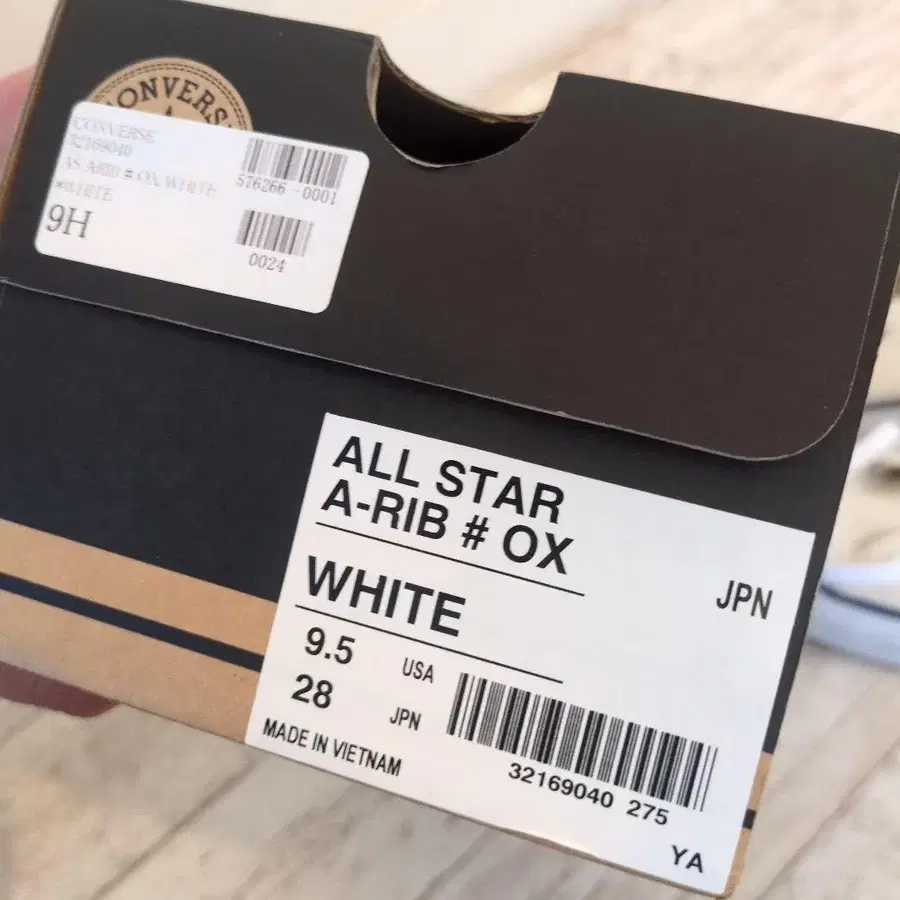 CONVERSE
CONVERSE
32169040
AS ARIB # OX WHITE
*WHITE
9H
576266-0001
0024
ALL STAR
A-RIB # OX
WHITE
JPN
9.5 USA
28 JPN
MADE IN VIETNAM
32169040 275
YA